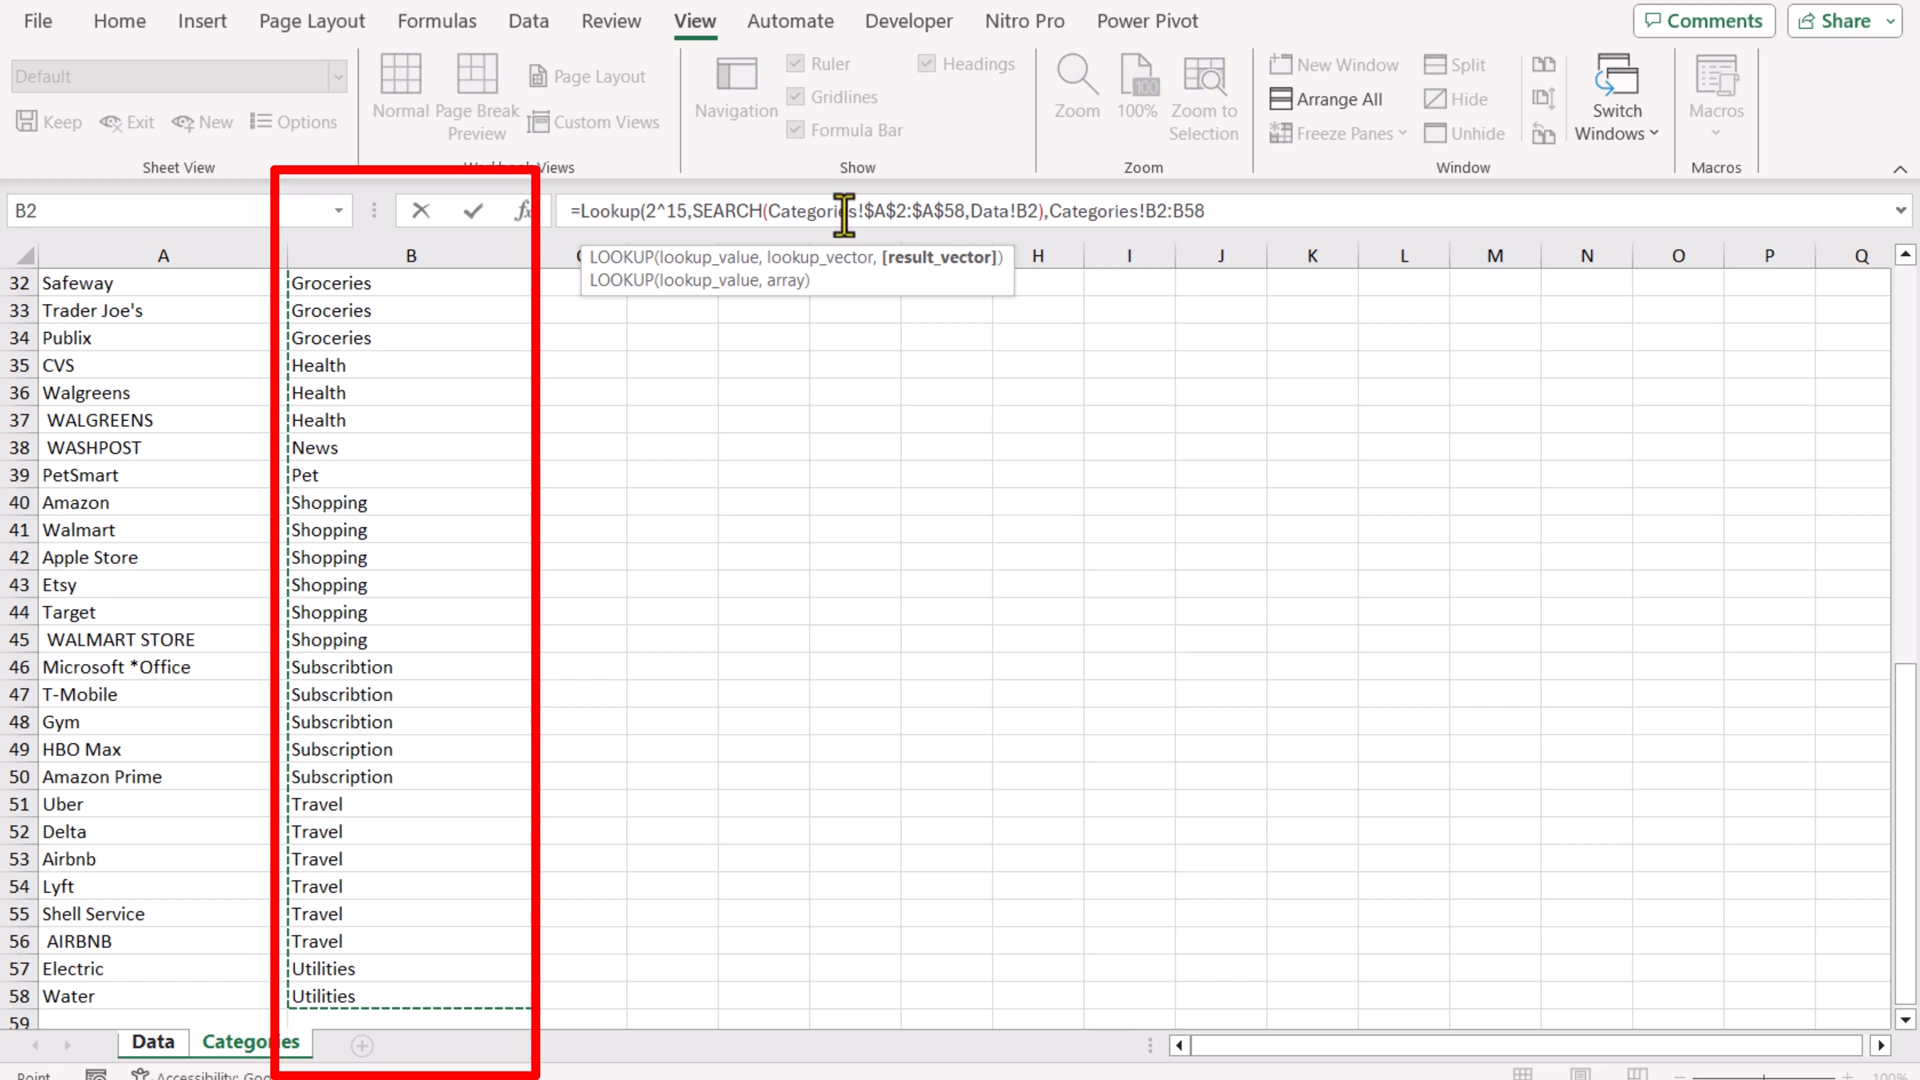 File Home Insert Page Layout Formulas Data Review View Automate Developer Nitro Pro Power Pivot Comments Share
Default
Keep Exit New Options
Sheet View
Normal Page Break Preview Page Layout Custom Views
Views
Navigation Ruler Gridlines Formula Bar Headings
Show
Zoom 100% Zoom to Selection
100
Zoom
New Window Arrange All Freeze Panes Split Hide Unhide Switch Windows
Window
Macros
Macros
B2 fx =Lookup(2^15,SEARCH(Categories!$A$2:$A$58,Data!B2),Categories!B2:B58
LOOKUP(lookup_value, lookup_vector, [result_vector])
LOOKUP(lookup_value, array)
A B H I J K L M N O P Q
32 Safeway Groceries
33 Trader Joe's Groceries
34 Publix Groceries
35 CVS Health
36 Walgreens Health
37 WALGREENS Health
38 WASHPOST News
39 PetSmart Pet
40 Amazon Shopping
41 Walmart Shopping
42 Apple Store Shopping
43 Etsy Shopping
44 Target Shopping
45 WALMART STORE Shopping
46 Microsoft *Office Subscribtion
47 T-Mobile Subscribtion
48 Gym Subscribtion
49 HBO Max Subscription
50 Amazon Prime Subscription
51 Uber Travel
52 Delta Travel
53 Airbnb Travel
54 Lyft Travel
55 Shell Service Travel
56 AIRBNB Travel
57 Electric Utilities
58 Water Utilities
59
Data Categories
Point Accessibility: 100%